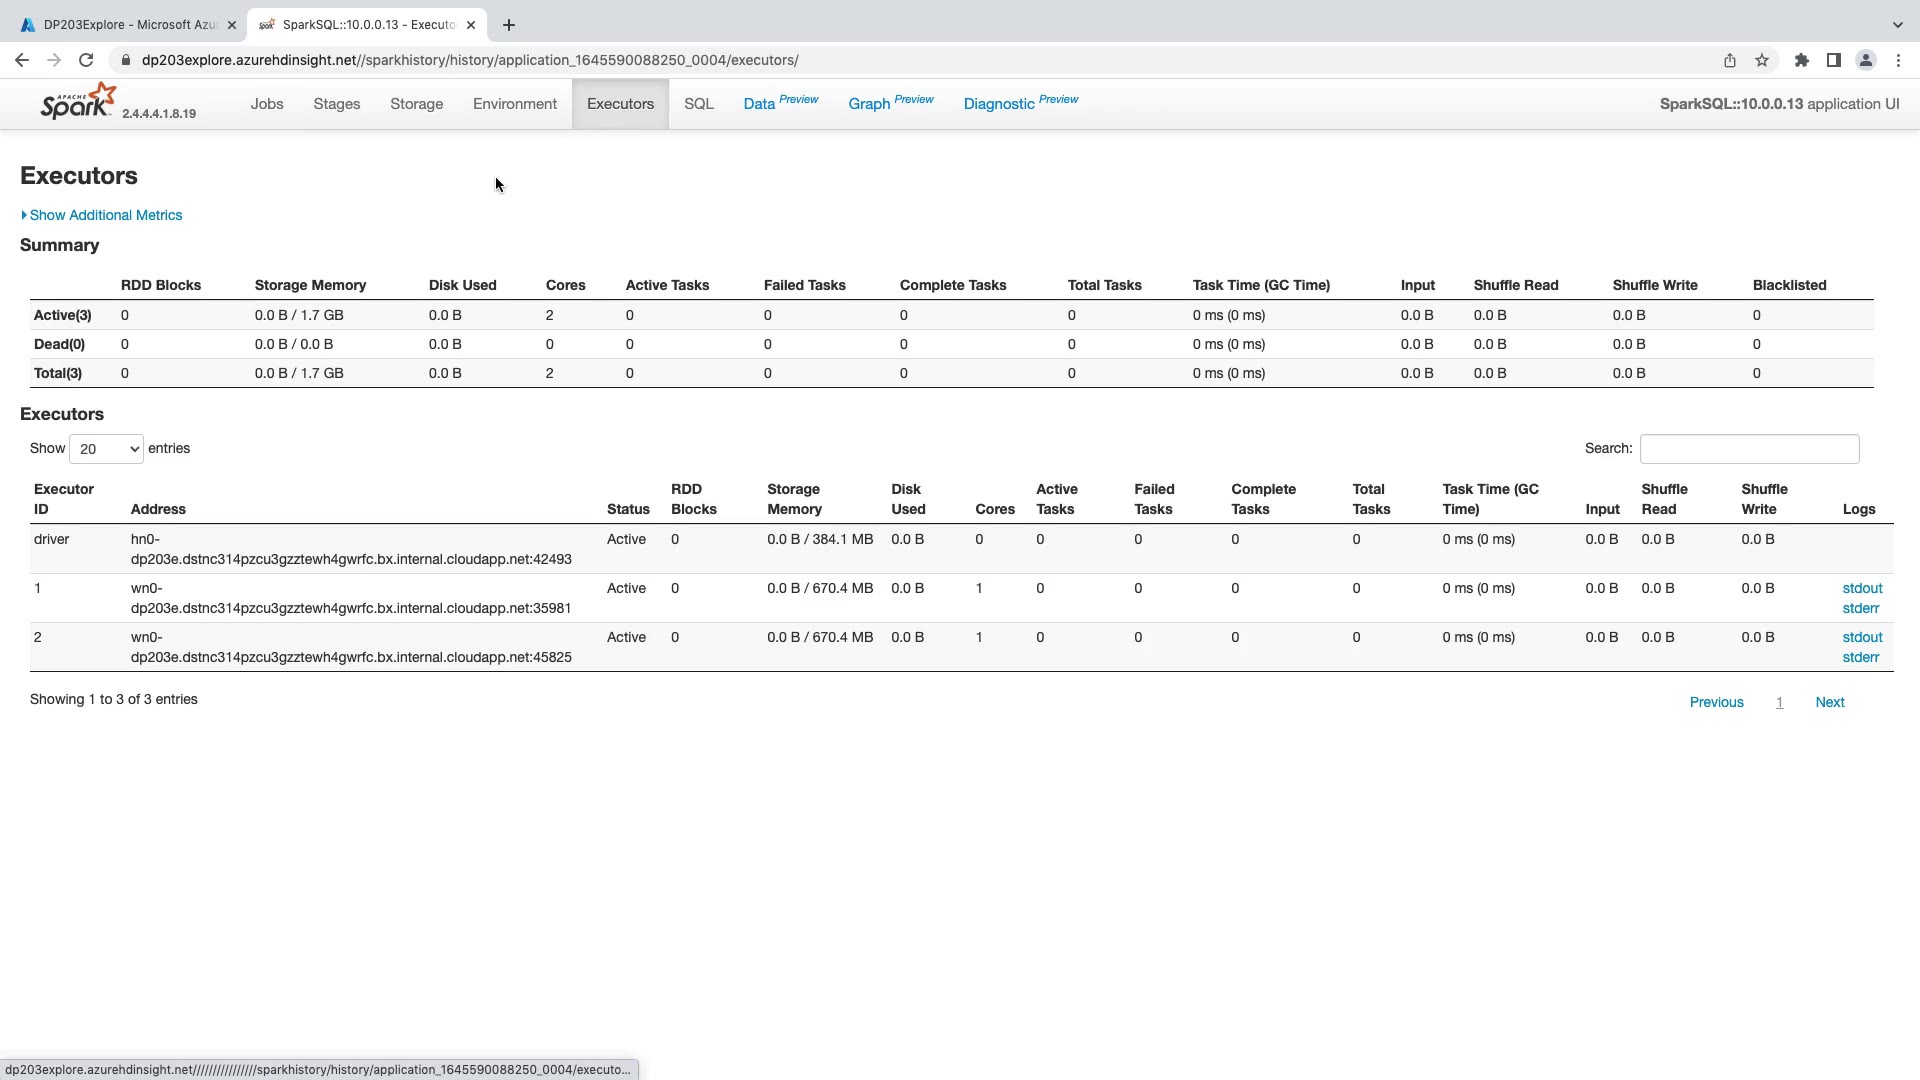 DP203Explore - Microsoft Azu
SparkSQL::10.0.0.13 - Executo
dp203explore.azurehdinsight.net//sparkhistory/history/application_1645590088250_0004/executors/
APACHE Spark 2.4.4.4.1.8.19 Jobs Stages Storage Environment Executors SQL Data Preview Graph Preview Diagnostic Preview SparkSQL::10.0.0.13 application UI
Executors
Show Additional Metrics
Summary
RDD Blocks Storage Memory Disk Used Cores Active Tasks Failed Tasks Complete Tasks Total Tasks Task Time (GC Time) Input Shuffle Read Shuffle Write Blacklisted
Active(3) 0 0.0 B / 1.7 GB 0.0 B 2 0 0 0 0 0 ms (0 ms) 0.0 B 0.0 B 0.0 B 0
Dead(0) 0 0.0 B / 0.0 B 0.0 B 0 0 0 0 0 0 ms (0 ms) 0.0 B 0.0 B 0.0 B 0
Total(3) 0 0.0 B / 1.7 GB 0.0 B 2 0 0 0 0 0 ms (0 ms) 0.0 B 0.0 B 0.0 B 0
Executors
Show 20 entries Search:
Executor RDD Storage Disk Active Failed Complete Total Task Time (GC Shuffle Shuffle
ID Address Status Blocks Memory Used Cores Tasks Tasks Tasks Tasks Time) Input Read Write Logs
driver hn0- Active 0 0.0 B / 384.1 MB 0.0 B 0 0 0 0 0 0 ms (0 ms) 0.0 B 0.0 B 0.0 B
dp203e.dstnc314pzcu3gzztewh4gwrfc.bx.internal.cloudapp.net:42493
1 wn0- Active 0 0.0 B / 670.4 MB 0.0 B 1 0 0 0 0 0 ms (0 ms) 0.0 B 0.0 B 0.0 B stdout
dp203e.dstnc314pzcu3gzztewh4gwrfc.bx.internal.cloudapp.net:35981 stderr
2 wn0- Active 0 0.0 B / 670.4 MB 0.0 B 1 0 0 0 0 0 ms (0 ms) 0.0 B 0.0 B 0.0 B stdout
dp203e.dstnc314pzcu3gzztewh4gwrfc.bx.internal.cloudapp.net:45825 stderr
Showing 1 to 3 of 3 entries Previous 1 Next
dp203explore.azurehdinsight.net////////////////sparkhistory/history/application_1645590088250_0004/executo...